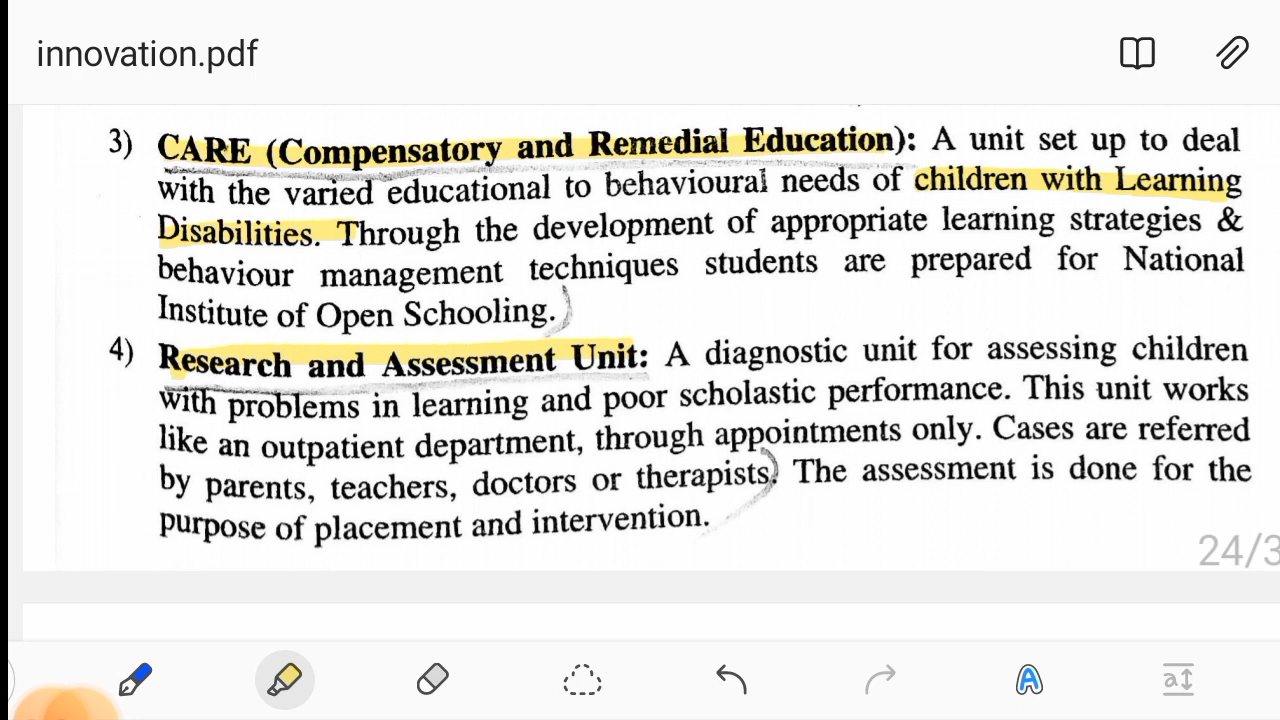 innovation.pdf
3) CARE (Compensatory and Remedial Education): A unit set up to deal
with the varied educational to behavioural needs of children with Learning
Disabilities. Through the development of appropriate learning strategies &
behaviour management techniques students are prepared for National
Institute of Open Schooling.
4) Research and Assessment Unit: A diagnostic unit for assessing children
with problems in learning and poor scholastic performance. This unit works
like an outpatient department, through appointments only. Cases are referred
by parents, teachers, doctors or therapists. The assessment is done for the
purpose of placement and intervention.
24/3
A
a